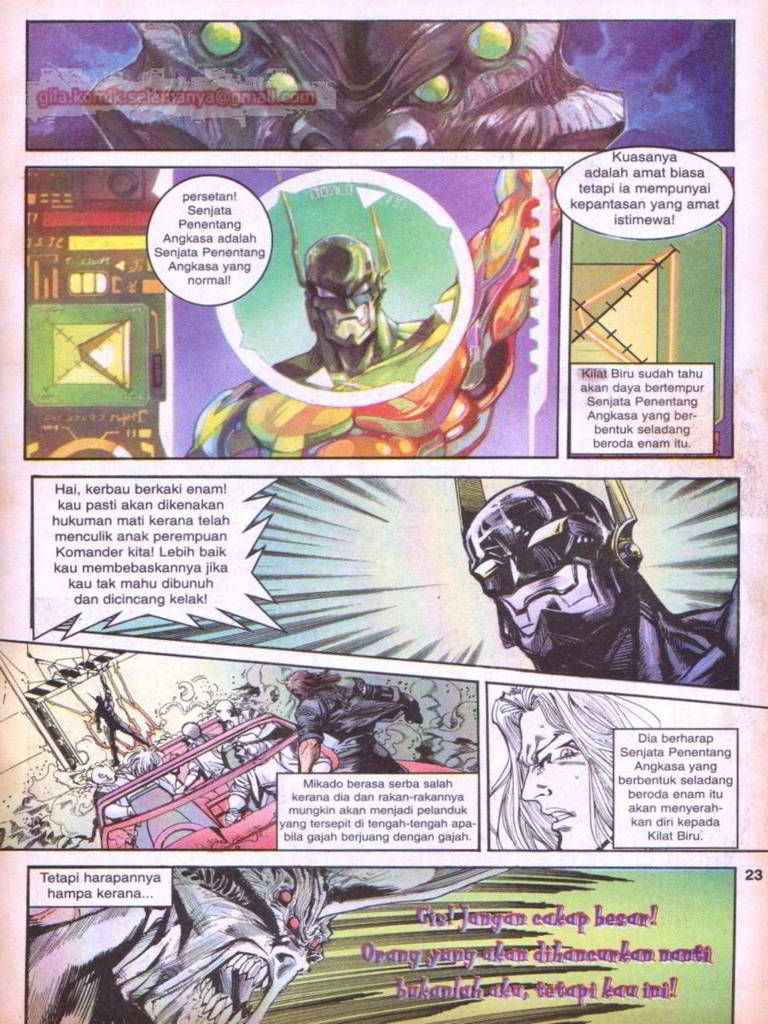 gila.komik.selamanya@gmail.com
persetan!
Senjata
Penentang
Angkasa adalah
Senjata Penentang
Angkasa yang
normal!
Kuasanya
adalah amat biasa
tetapi ia mempunyai
kepantasan yang amat
istimewa!
Kilat Biru sudah tahu
akan daya bertempur
Senjata Penentang
Angkasa yang ber-
bentuk seladang
beroda enam itu.
Hai, kerbau berkaki enam!
kau pasti akan dikenakan
hukuman mati kerana telah
menculik anak perempuan
Komander kita! Lebih baik
kau membebaskannya jika
kau tak mahu dibunuh
dan dicincang kelak!
Mikado berasa serba salah
kerana dia dan rakan-rakannya
mungkin akan menjadi pelanduk
yang tersepit di tengah-tengah apa-
bila gajah berjuang dengan gajah.
Dia berharap
Senjata Penentang
Angkasa yang
berbentuk seladang
beroda enam itu
akan menyerah-
kan diri kepada
Kilat Biru.
23
Tetapi harapannya
hampa kerana...
Cis! Jangan cakap besar!
Orang yang akan dihancurkan nanti
bukanlah aku, tetapi kau ini!